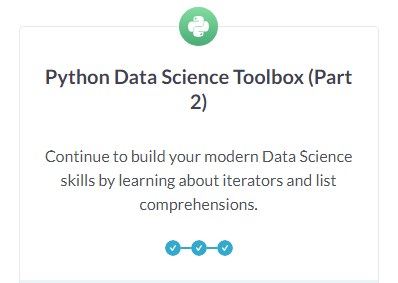 Python Data Science Toolbox (Part
2)
Continue to build your modern Data Science
skills by learning about iterators and list
comprehensions.